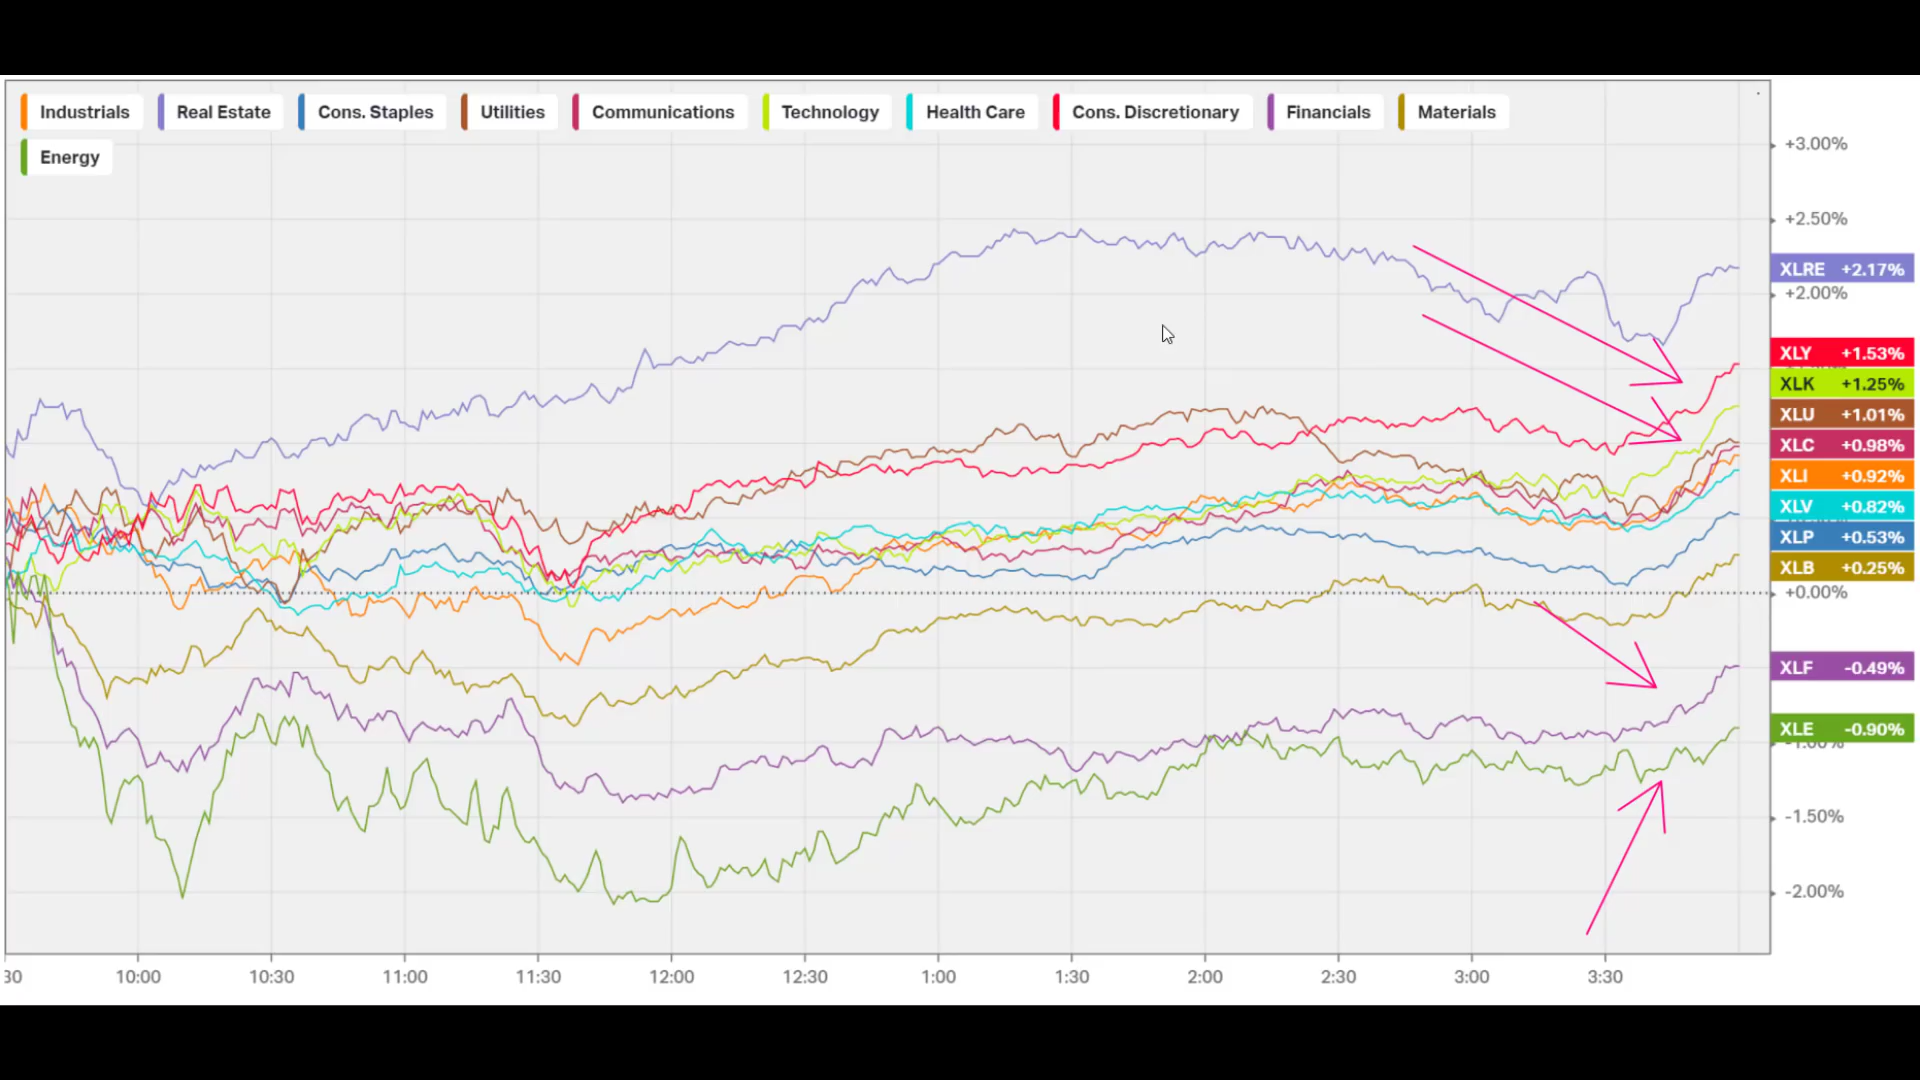 Industrials Real Estate Cons. Staples Utilities Communications Technology Health Care Cons. Discretionary Financials Materials
Energy
+3.00%
+2.50%
XLRE +2.17%
+2.00%
XLY +1.53%
XLK +1.25%
XLU +1.01%
XLC +0.98%
XLI +0.92%
XLV +0.82%
XLP +0.53%
XLB +0.25%
+0.00%
XLF -0.49%
XLE -0.90%
-1.00%
-1.50%
-2.00%
30 10:00 10:30 11:00 11:30 12:00 12:30 1:00 1:30 2:00 2:30 3:00 3:30